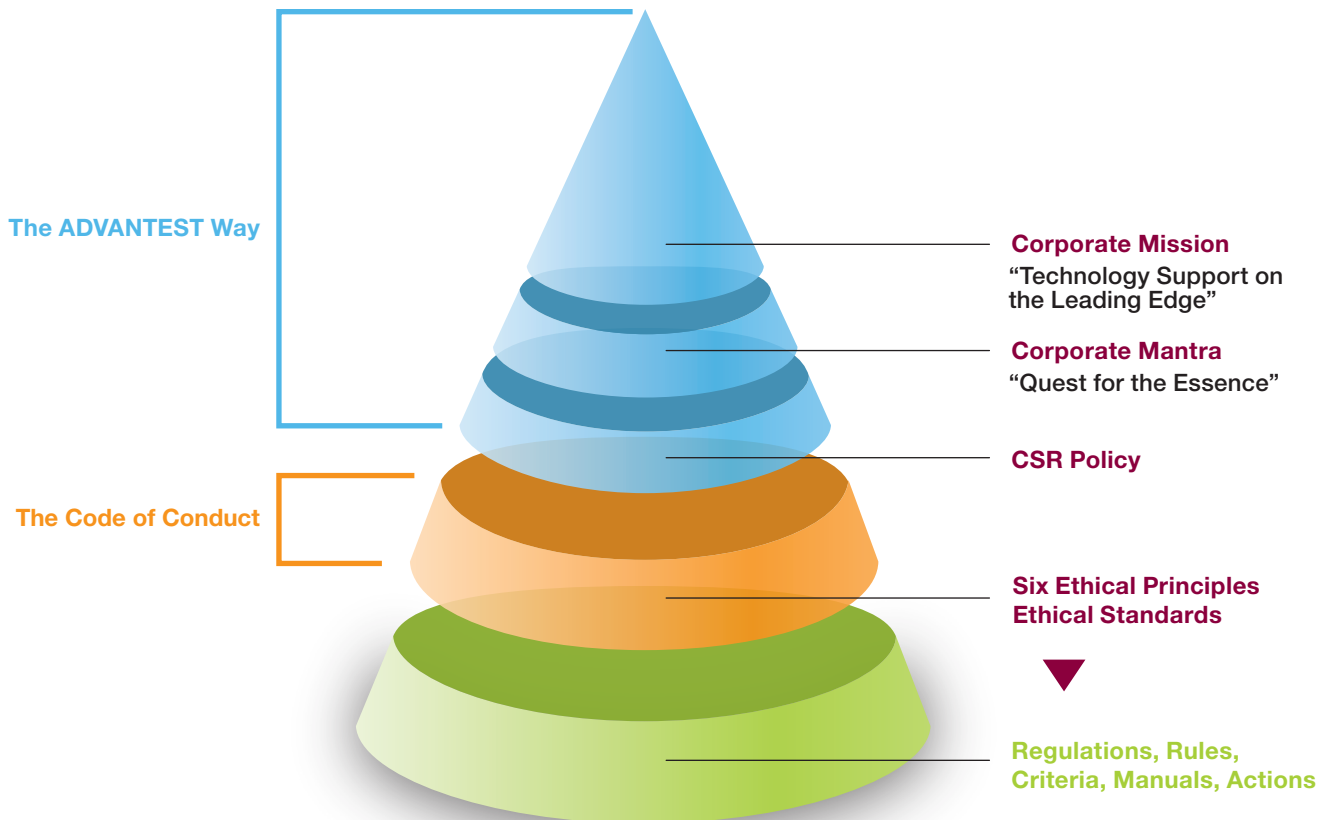 The ADVANTEST Way
Corporate Mission
“Technology Support on
the Leading Edge”
Corporate Mantra
“Quest for the Essence”
CSR Policy
The Code of Conduct
Six Ethical Principles
Ethical Standards
Regulations, Rules,
Criteria, Manuals, Actions